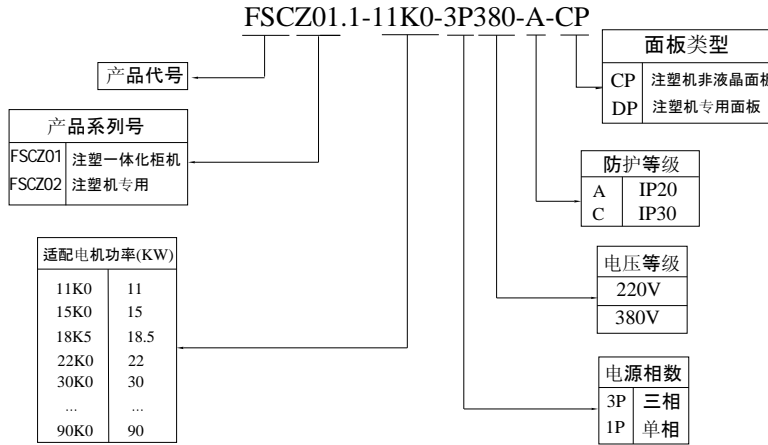 FSCZ01.1-11K0-3P380-A-CP
面板类型
CP 注塑机非液晶面板
DP 注塑机专用面板
产品代号
产品系列号
FSCZ01 注塑一体化柜机
FSCZ02 注塑机专用
防护等级
A IP20
C IP30
适配电机功率(KW)
11K0 11
15K0 15
18K5 18.5
22K0 22
30K0 30
... ...
90K0 90
电压等级
220V
380V
电源相数
3P 三相
1P 单相